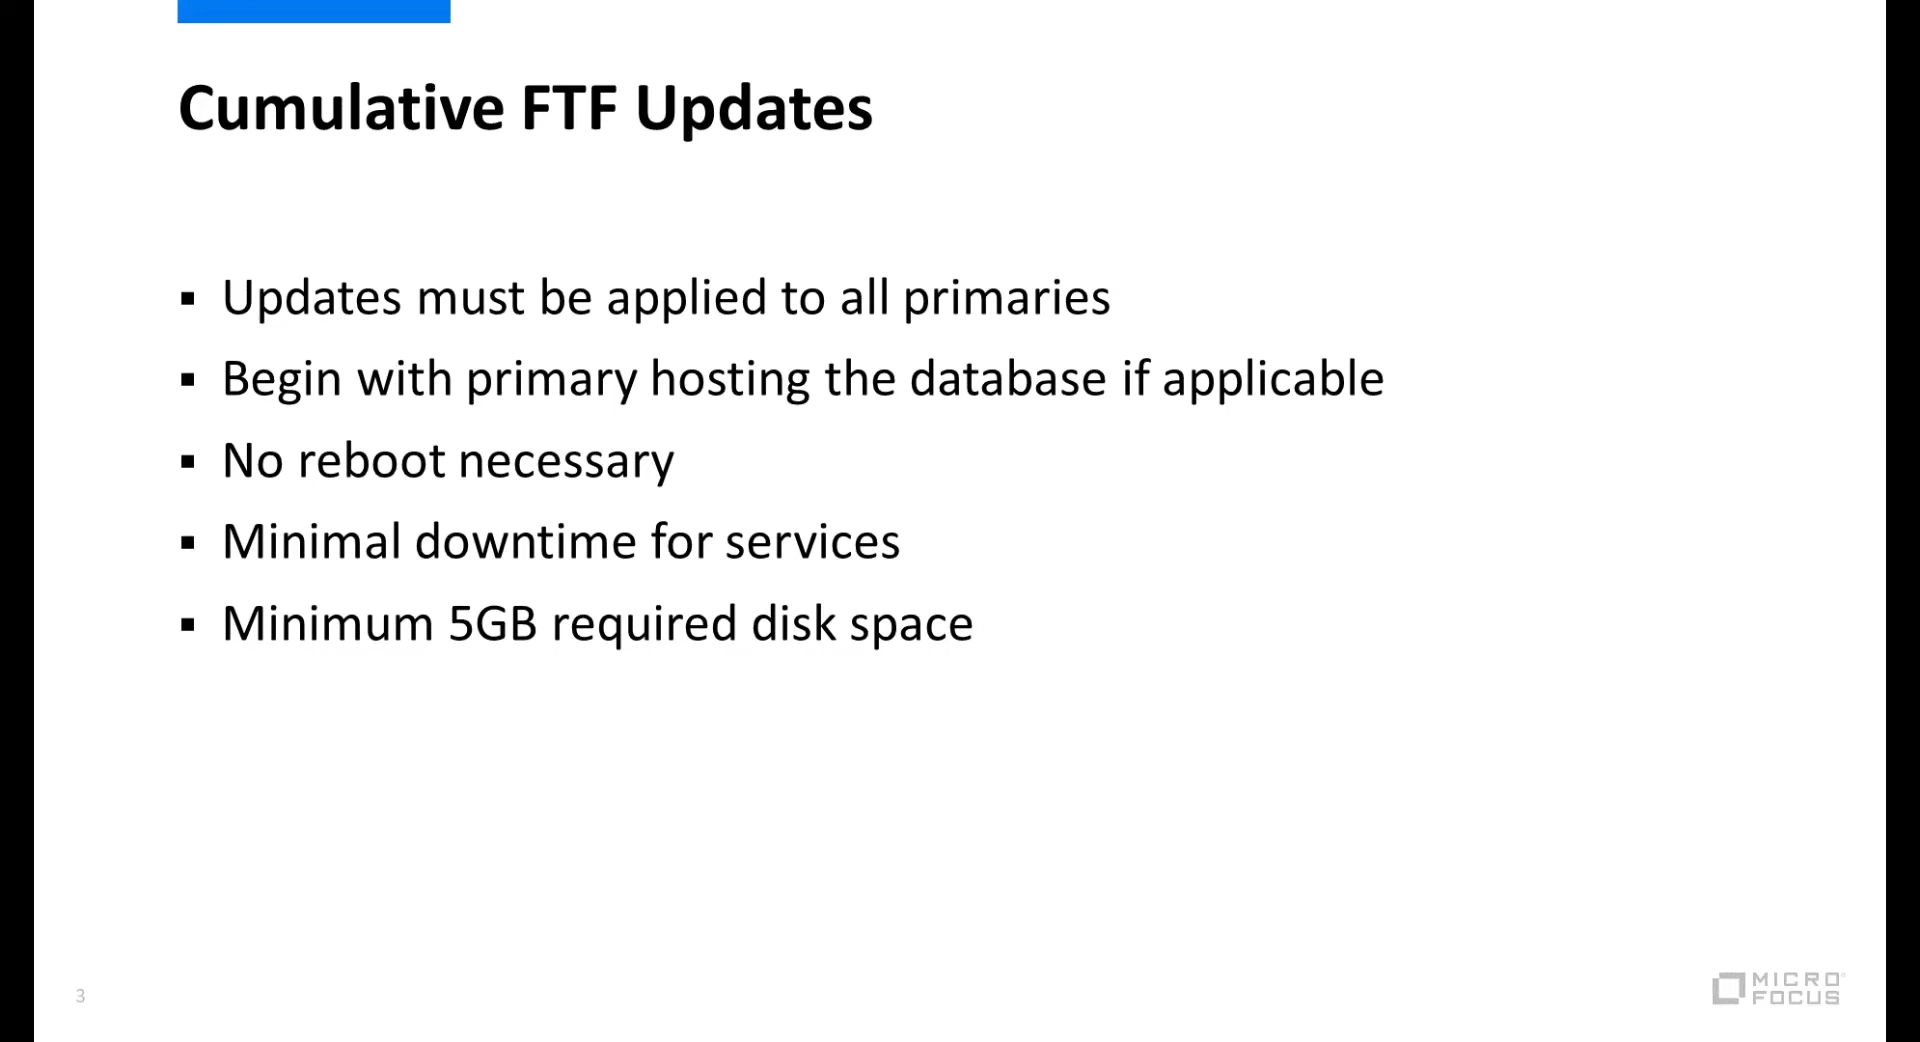 Cumulative FTF Updates
▪ Updates must be applied to all primaries
▪ Begin with primary hosting the database if applicable
▪ No reboot necessary
▪ Minimal downtime for services
▪ Minimum 5GB required disk space
3
MICRO
FOCUS